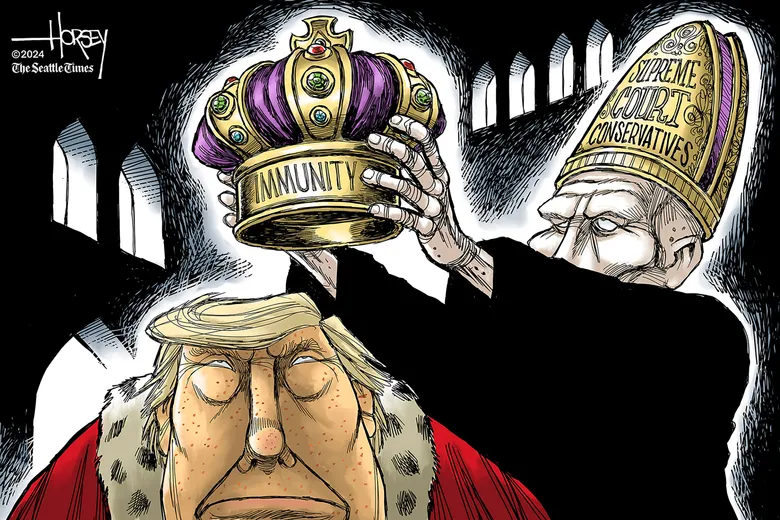 HORSEY
©2024
The Seattle Times
IMMUNITY
SUPREME
COURT
CONSERVATIVES